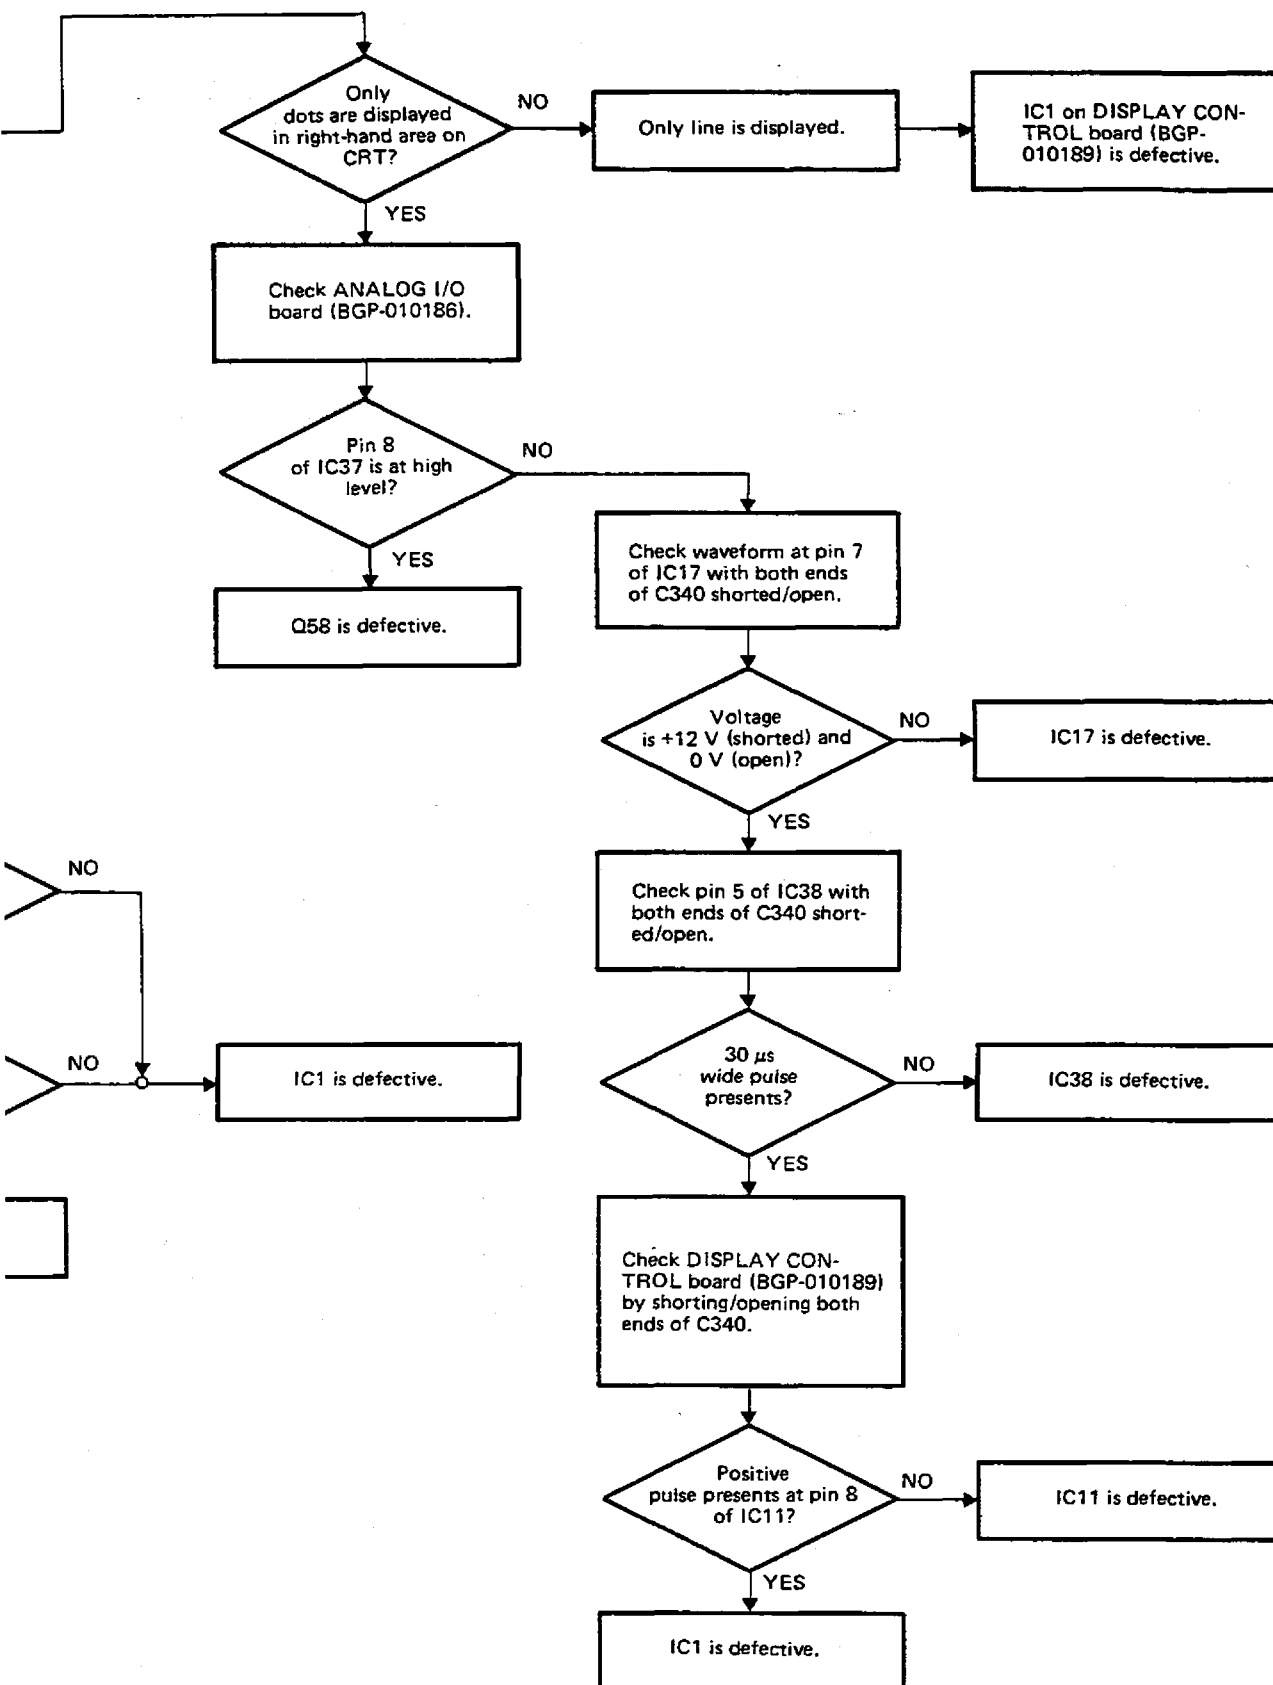 Only
dots are displayed
in right-hand area on
CRT?
NO
Only line is displayed.
IC1 on DISPLAY CON-
TROL board (BGP-
010189) is defective.
YES
Check ANALOG I/O
board (BGP-010186).
Pin 8
of IC37 is at high
level?
NO
YES
Q58 is defective.
Check waveform at pin 7
of IC17 with both ends
of C340 shorted/open.
Voltage
is +12 V (shorted) and
0 V (open)?
NO
IC17 is defective.
YES
Check pin 5 of IC38 with
both ends of C340 short-
ed/open.
NO
30 µs
wide pulse
presents?
NO
IC38 is defective.
NO
IC1 is defective.
YES
Check DISPLAY CON-
TROL board (BGP-010189)
by shorting/opening both
ends of C340.
Positive
pulse presents at pin 8
of IC11?
NO
IC11 is defective.
YES
IC1 is defective.